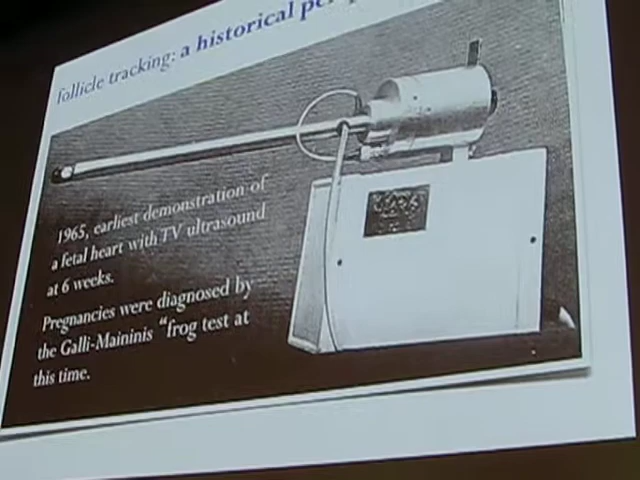 follicle tracking: a historical
1965, earliest demonstration of
a fetal heart with TV ultrasound
at 6 weeks.
Pregnancies were diagnosed by
the Galli-Maininis “frog test at
this time.